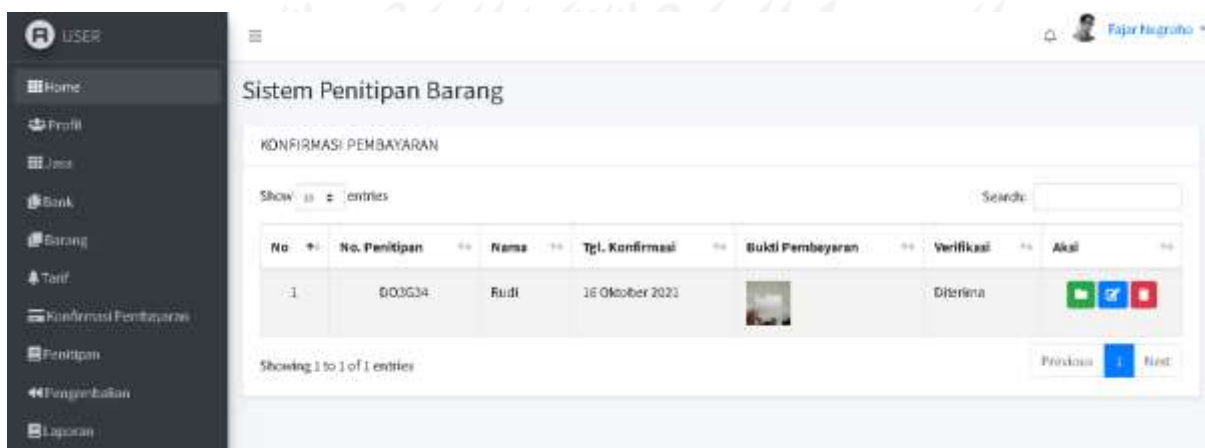 USER
Fajar Nugroho
Home
Profil
Jasa
Bank
Barang
Tarif
Konfirmasi Pembayaran
Penitipan
Pengembalian
Laporan
Sistem Penitipan Barang
KONFIRMASI PEMBAYARAN
Show 10 entries Search:
No No. Penitipan Nama Tgl. Konfirmasi Bukti Pembayaran Verifikasi Aksi
1 Rudi 16 Oktober 2021 Diterima
Showing 1 to 1 of 1 entries
Previous 1 Next